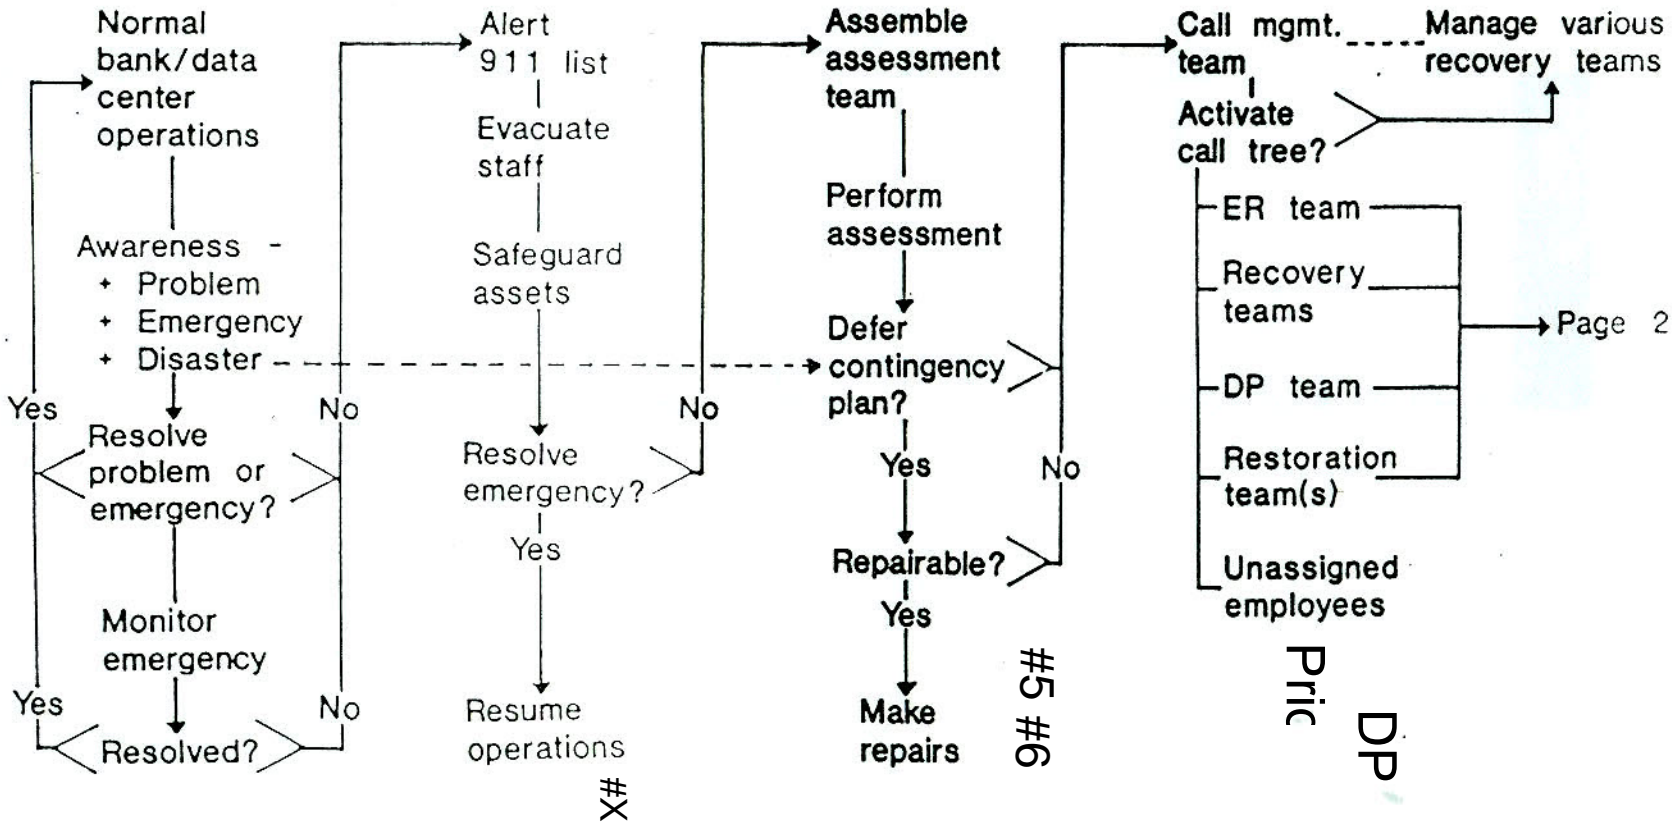 Normal
bank/data
center
operations
Awareness -
+ Problem
+ Emergency
+ Disaster
Yes
No
Resolve
problem or
emergency?
Monitor
emergency
Yes
No
Resolved?
Alert
911 list
Evacuate
staff
Safeguard
assets
Resolve
emergency?
No
Yes
Resume
operations
#X
Assemble
assessment
team
Perform
assessment
Defer
contingency
plan?
Yes
No
Repairable?
Yes
Make
repairs
#5 #6
Call mgmt.
team
Manage various
recovery teams
Activate
call tree?
ER team
Recovery
teams
Page 2
DP team
Restoration
team(s)
Unassigned
employees
Pric
DP